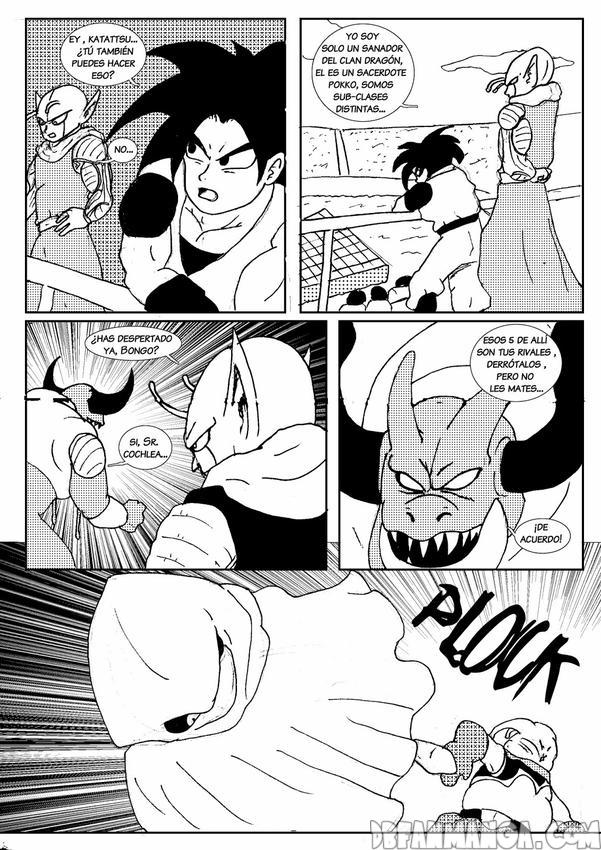 EY , KATATTSU...
¿TÚ TAMBIÉN
PUEDES HACER
ESO?
NO...
YO SOY
SOLO UN SANADOR
DEL CLAN DRAGÓN,
EL ES UN SACERDOTE
POKKO, SOMOS
SUB-CLASES
DISTINTAS...
¿HAS DESPERTADO
YA, BONGO?
SI, SR.
COCHLEA...
ESOS 5 DE ALLÍ
SON TUS RIVALES ,
DERRÓTALOS ,
PERO NO
LES MATES...
¡DE
ACUERDO!
PLOCK
DBFANMANGA.COM